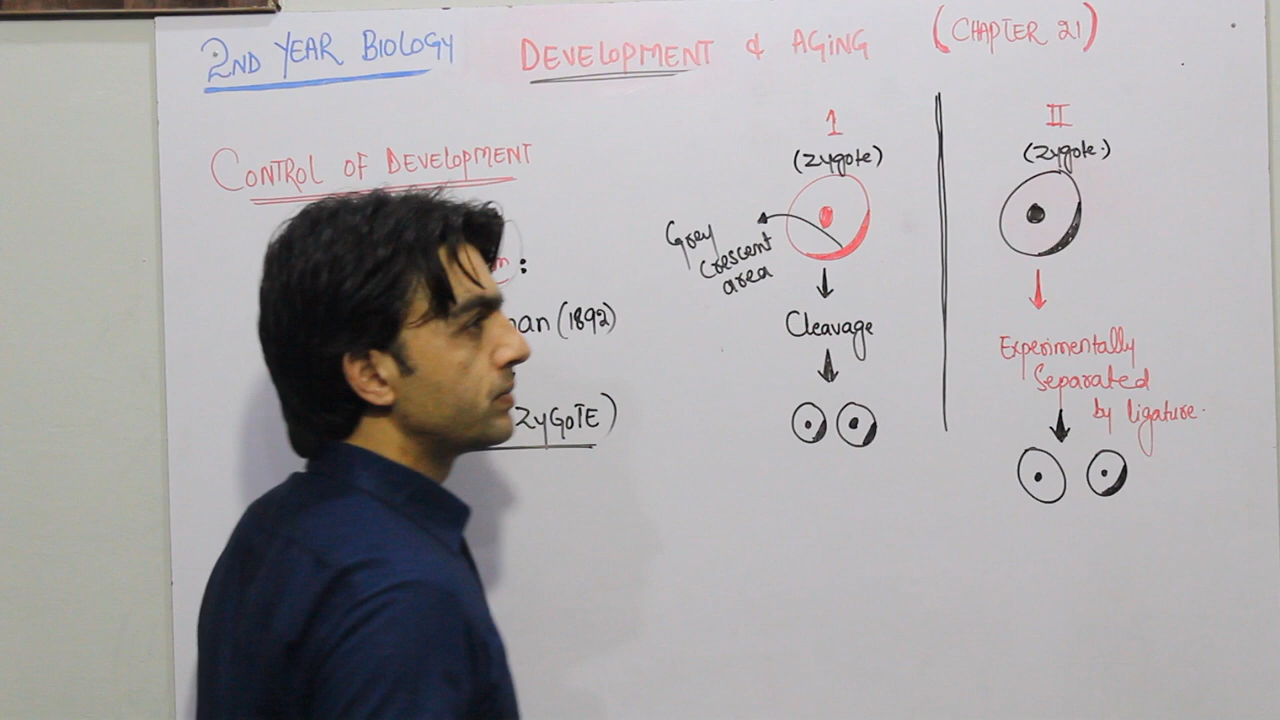 2ND YEAR BIOLOGY DEVELOPMENT & AGING (CHAPTER 21)
CONTROL OF DEVELOPMENT
:
(1892)
ZYGOTE)
I
(Zygote)
Grey
Crescent
area
Cleavage
II
(Zygote.)
Experimentally
Separated
by ligature.